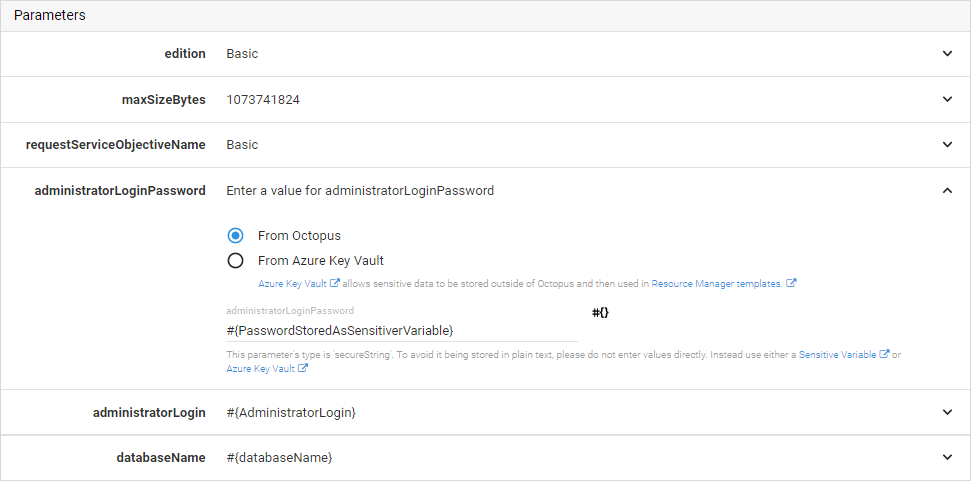 Parameters
edition Basic
maxSizeBytes 1073741824
requestServiceObjectiveName Basic
administratorLoginPassword Enter a value for administratorLoginPassword
From Octopus
From Azure Key Vault
Azure Key Vault allows sensitive data to be stored outside of Octopus and then used in Resource Manager templates.
administratorLoginPassword
#{}
#{PasswordStoredAsSensitiverVariable}
This parameter's type is 'secureString'. To avoid it being stored in plain text, please do not enter values directly. Instead use either a Sensitive Variable or
Azure Key Vault
administratorLogin #{AdministratorLogin}
databaseName #{databaseName}